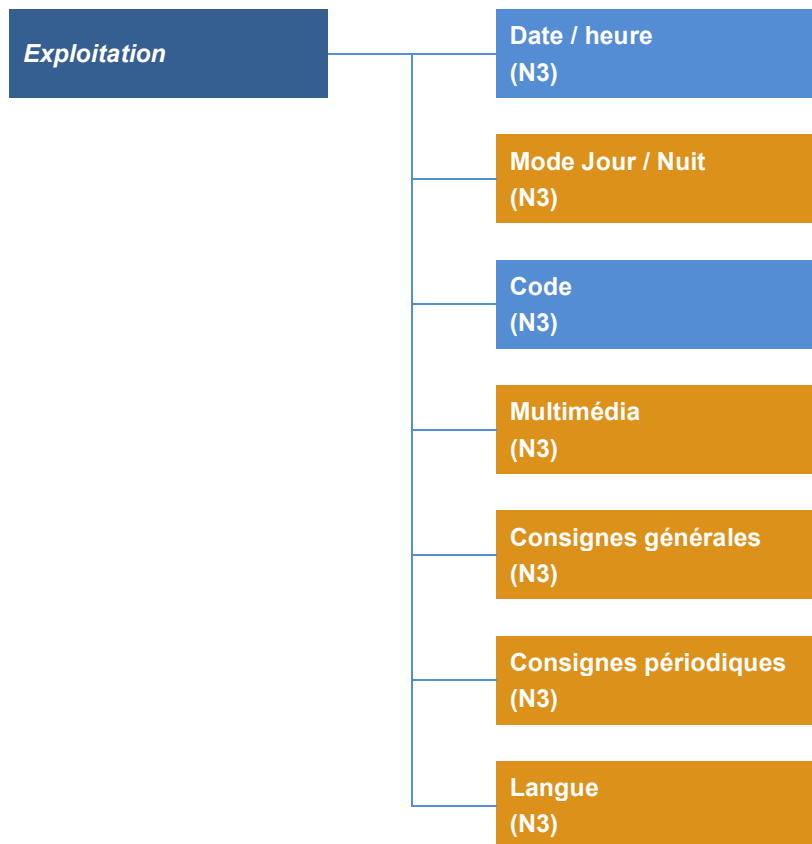 Exploitation
Date / heure
(N3)
Mode Jour / Nuit
(N3)
Code
(N3)
Multimédia
(N3)
Consignes générales
(N3)
Consignes périodiques
(N3)
Langue
(N3)